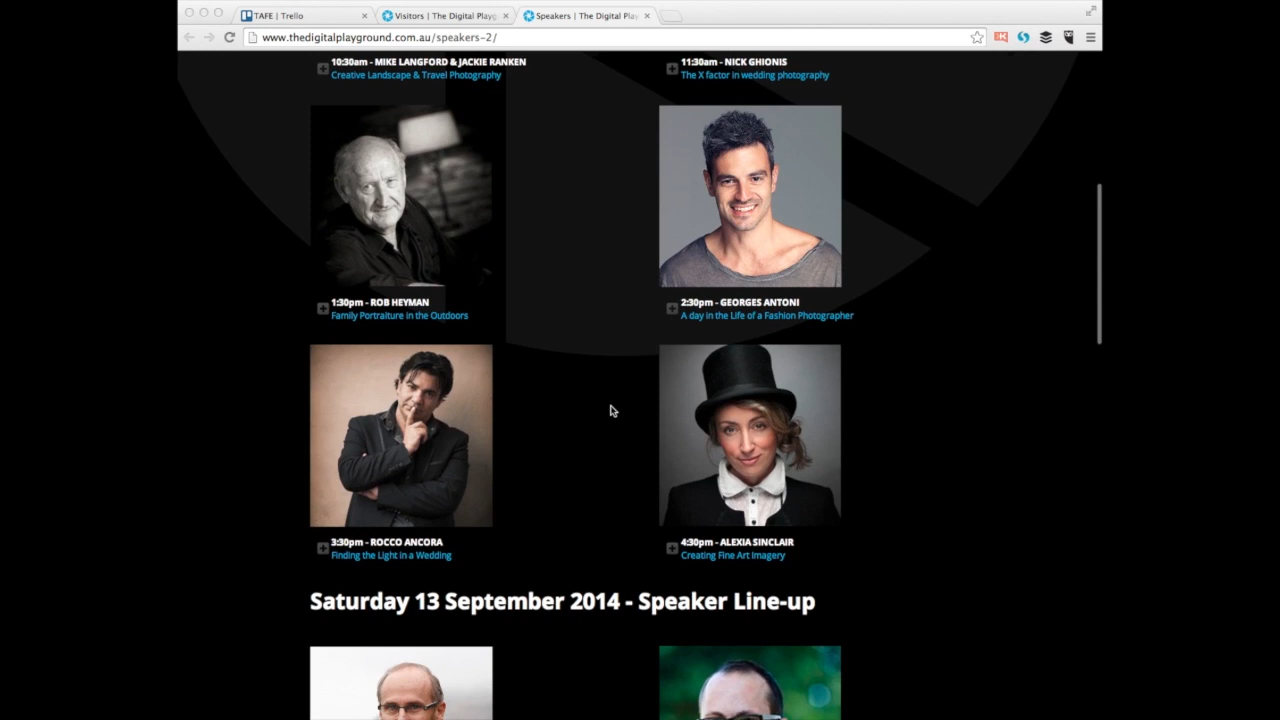 TAFE | Trello
Visitors | The Digital Playg
Speakers | The Digital Play
www.thedigitalplayground.com.au/speakers-2/
10:30am - MIKE LANGFORD & JACKIE RANKEN
Creative Landscape & Travel Photography
11:30am - NICK GHIONIS
The X factor in wedding photography
1:30pm - ROB HEYMAN
Family Portraiture in the Outdoors
2:30pm - GEORGES ANTONI
A day in the Life of a Fashion Photographer
3:30pm - ROCCO ANCORA
Finding the Light in a Wedding
4:30pm - ALEXIA SINCLAIR
Creating Fine Art Imagery
Saturday 13 September 2014 - Speaker Line-up